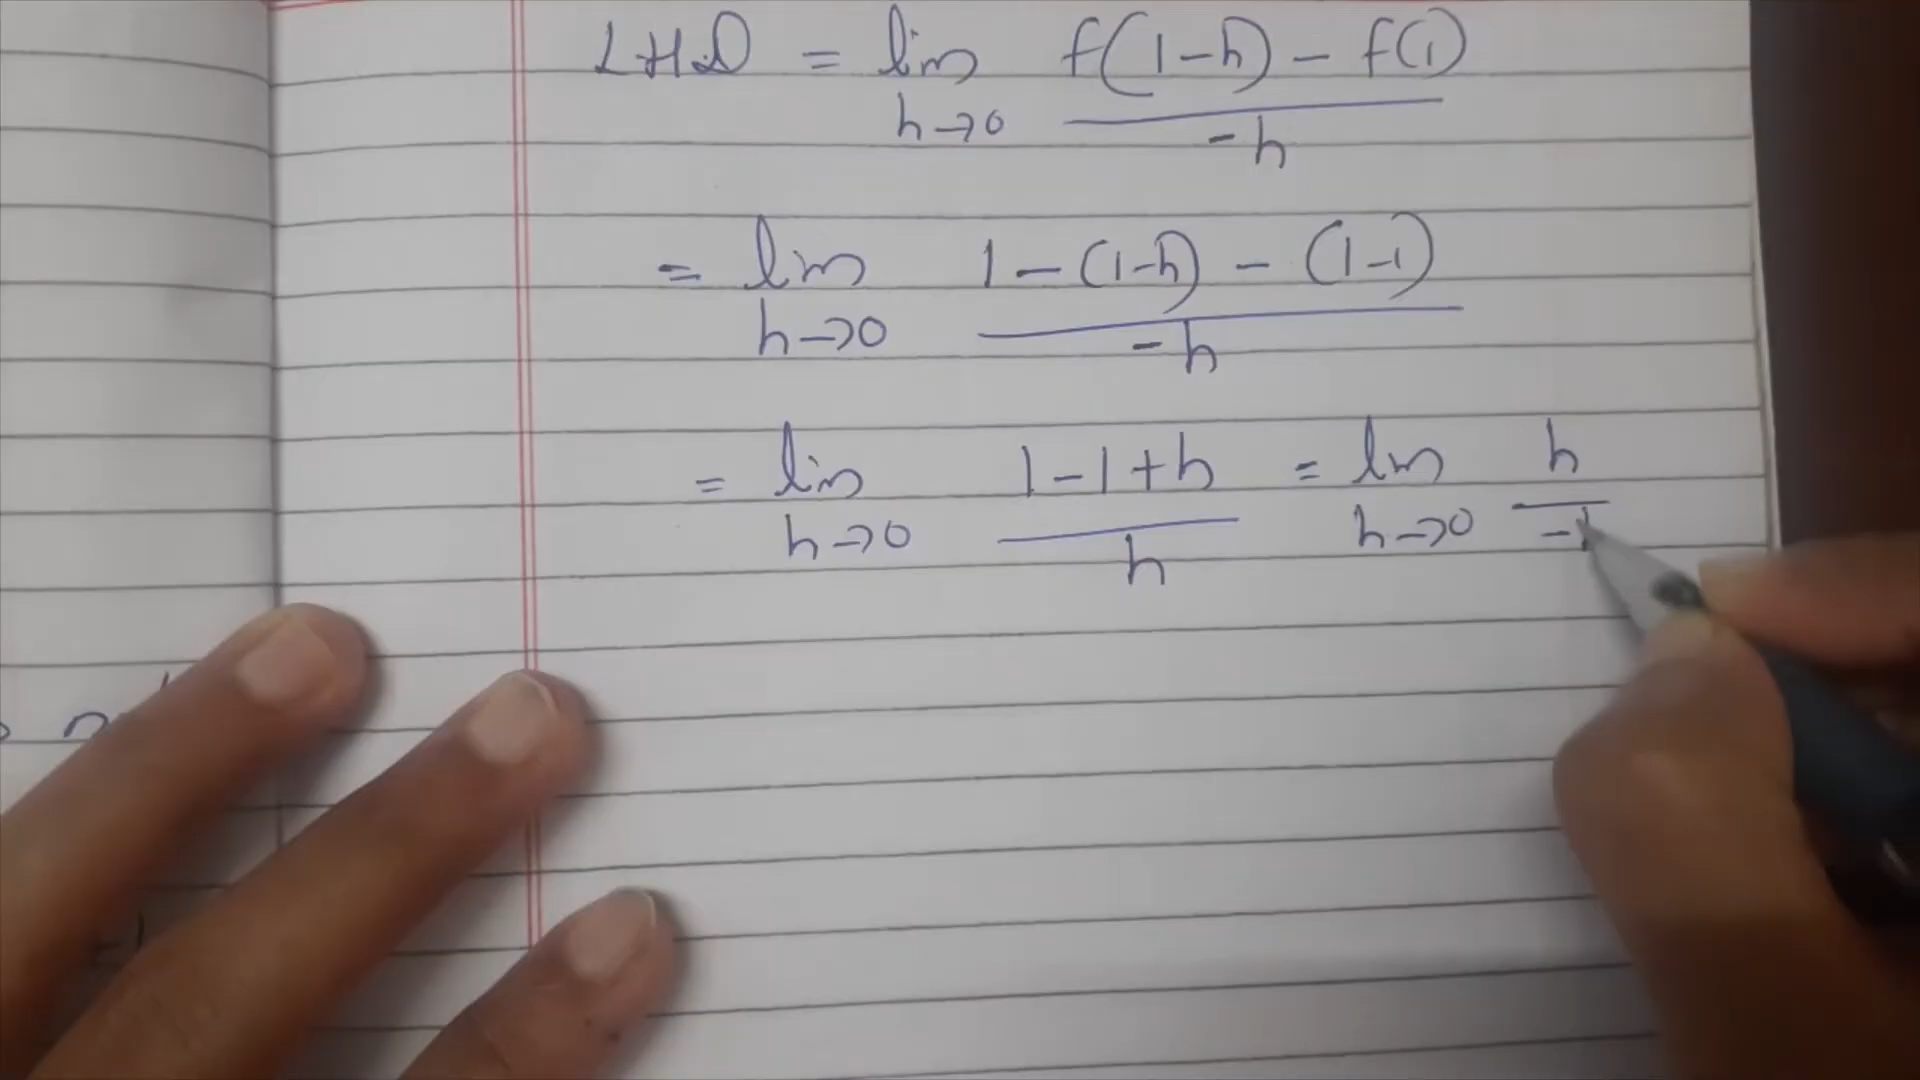 LHD = lim f(1-h) - f(1)
h→0 -h
= lim 1-(1-h) - (1-1)
h→0 -h
= lim 1-1+h = lim h
h→0 h h→0 -h